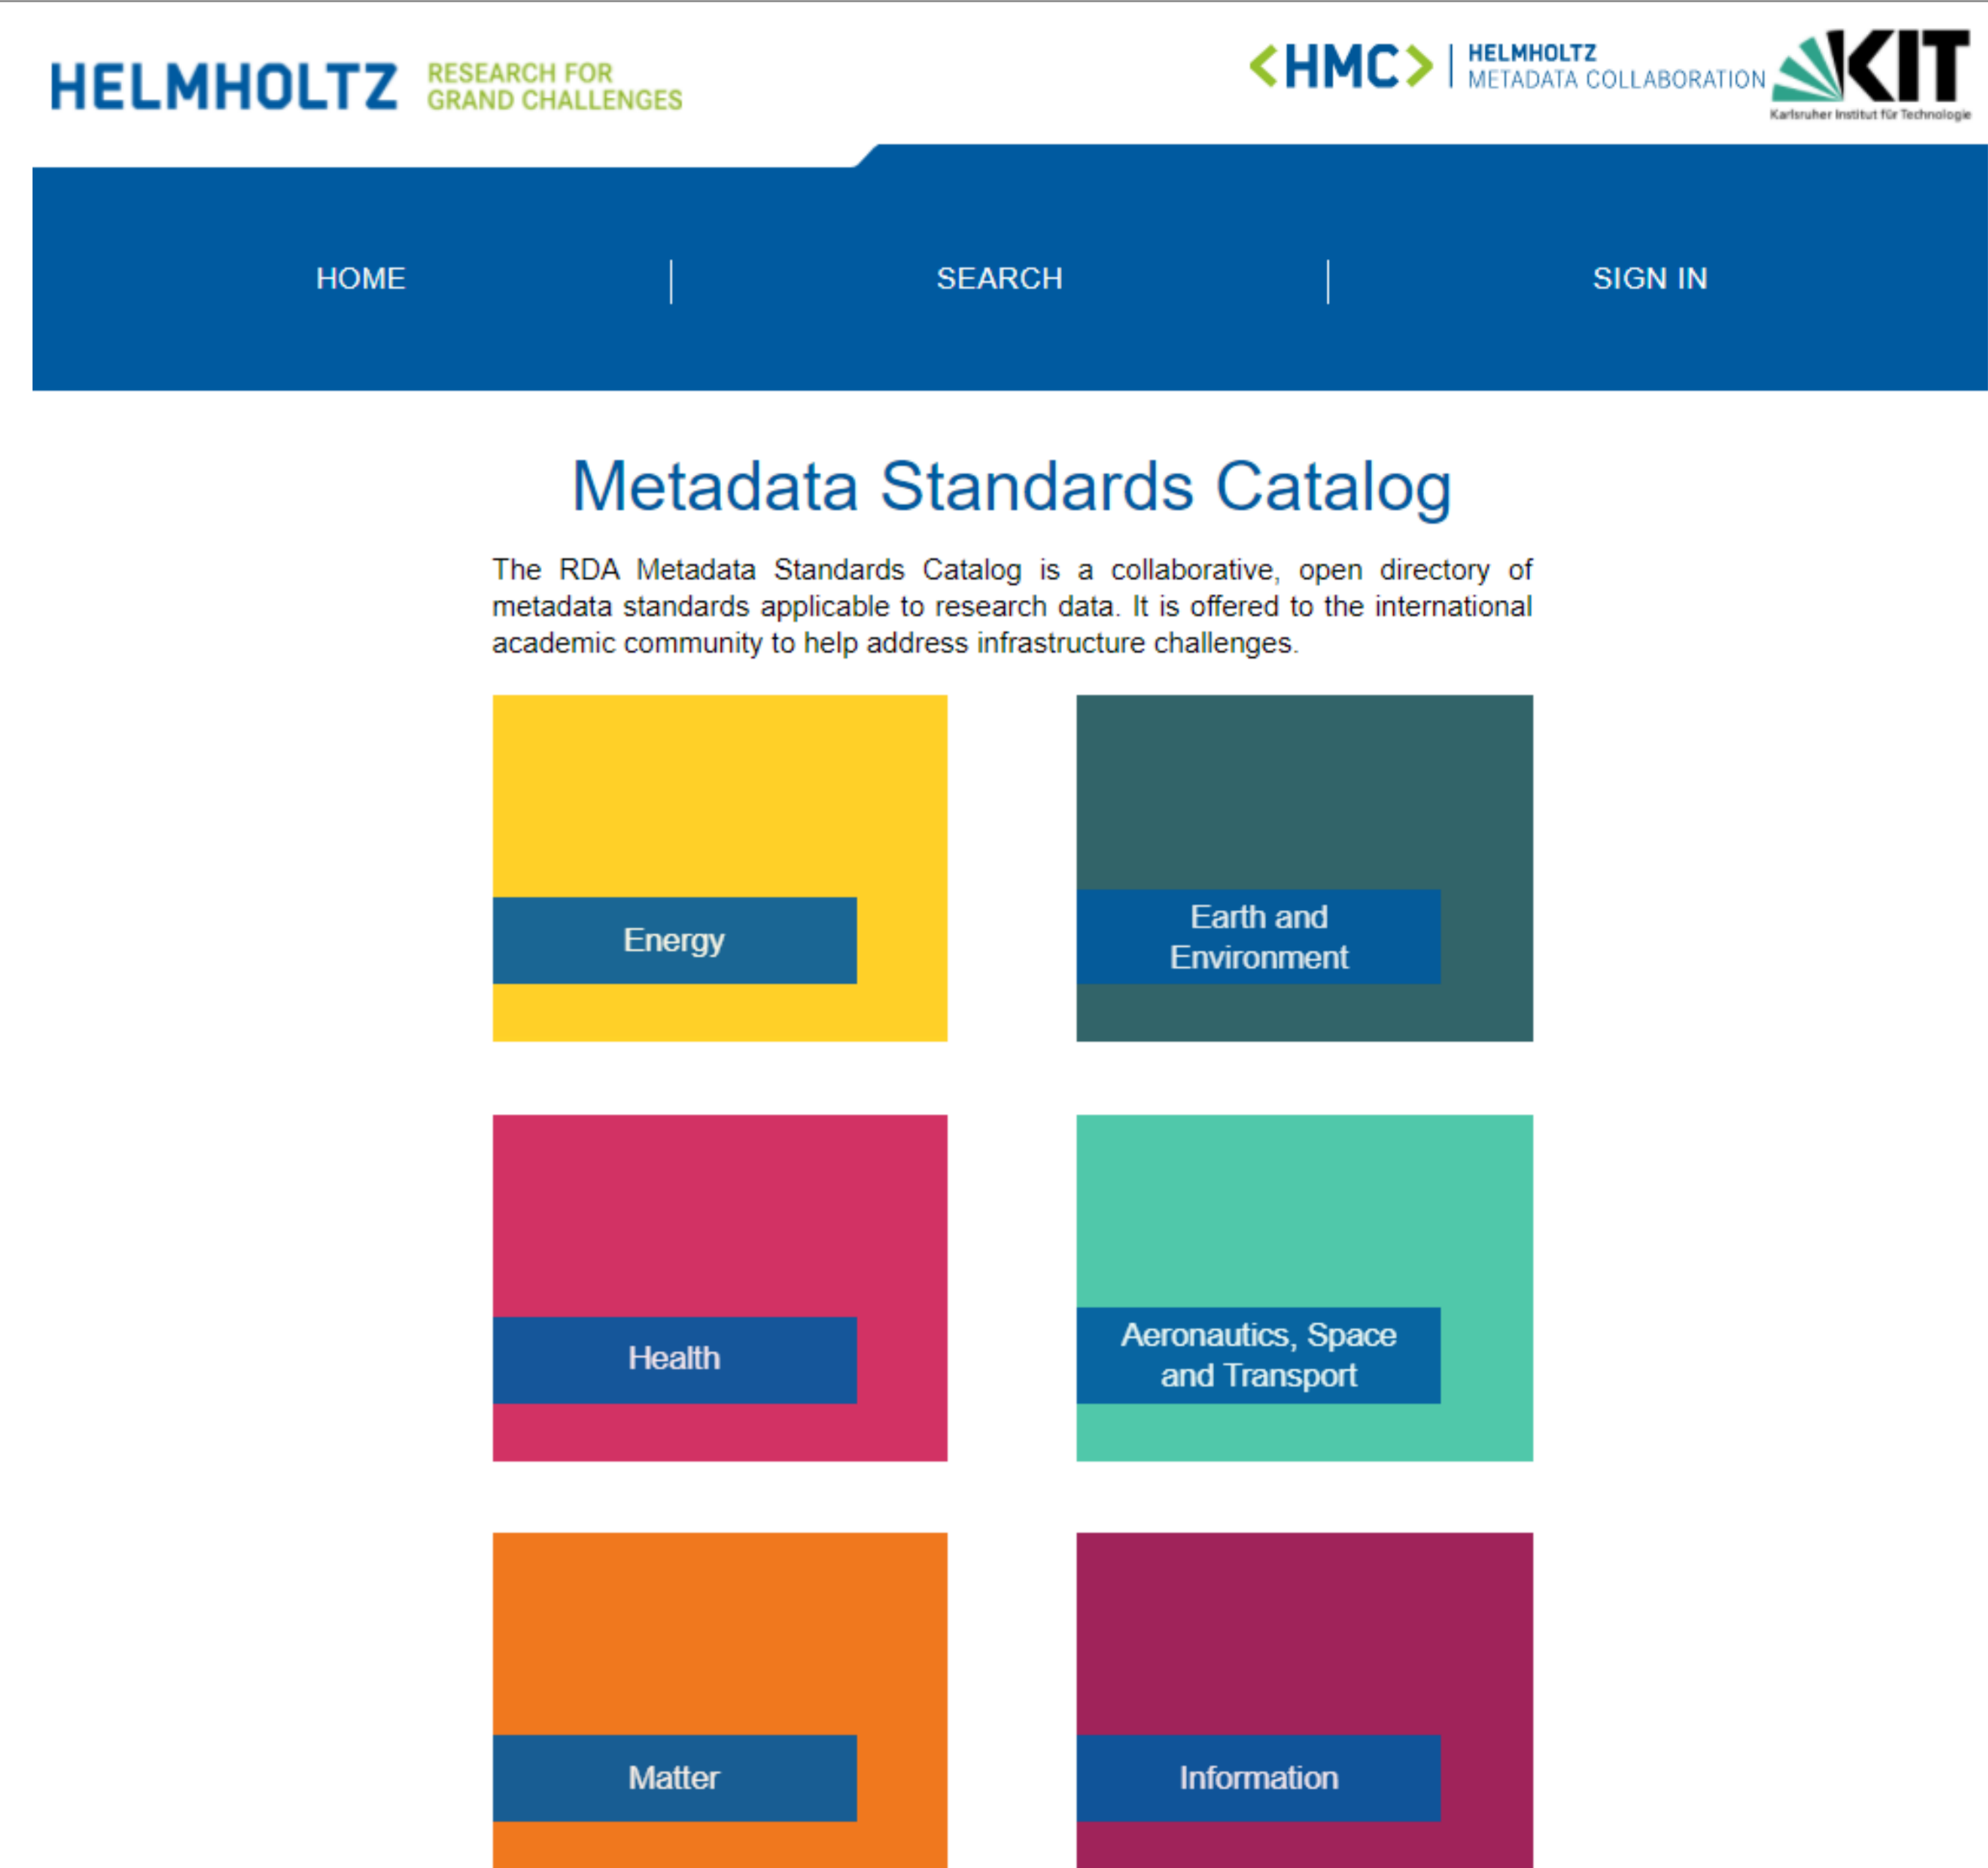 HELMHOLTZ RESEARCH FOR
GRAND CHALLENGES
<HMC> HELMHOLTZ
METADATA COLLABORATION
KIT
Karlsruher Institut für Technologie
HOME
SEARCH
SIGN IN
Metadata Standards Catalog
The RDA Metadata Standards Catalog is a collaborative, open directory of
metadata standards applicable to research data. It is offered to the international
academic community to help address infrastructure challenges.
Energy
Earth and
Environment
Health
Aeronautics, Space
and Transport
Matter
Information